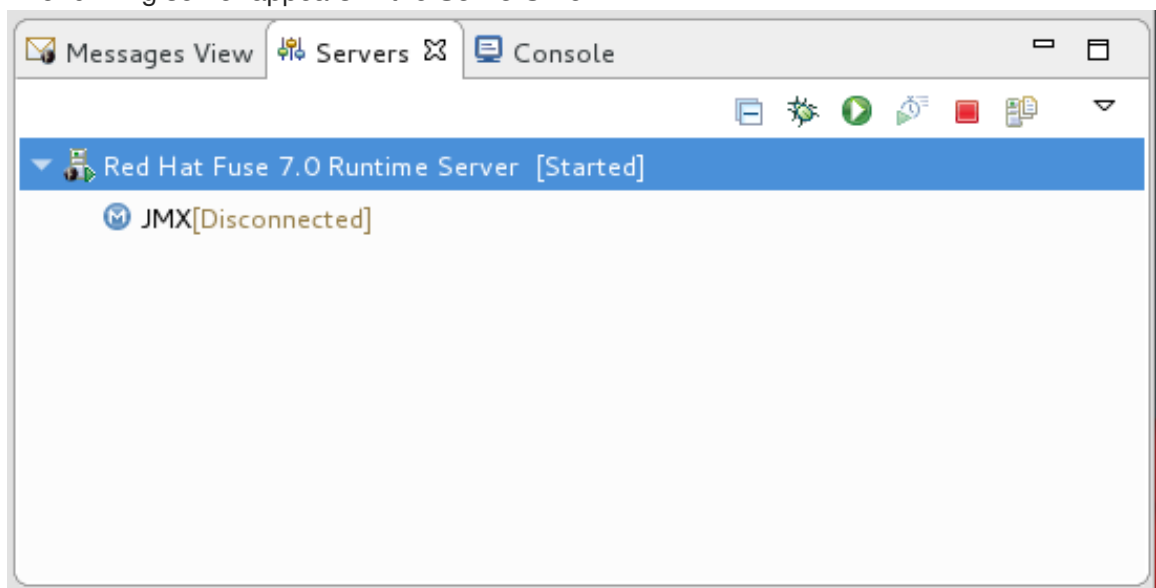 Messages View Servers Console
Red Hat Fuse 7.0 Runtime Server [Started]
JMX[Disconnected]